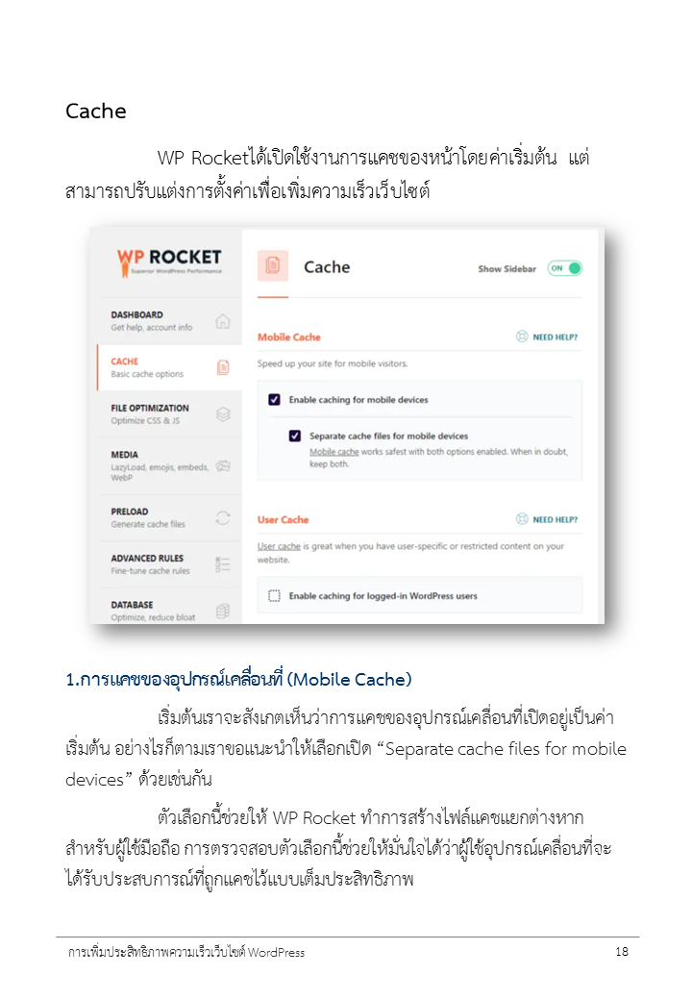 Cache
WP Rocketได้เปิดใช้งานการแคชของหน้าโดยค่าเริ่มต้น แต่
สามารถปรับแต่งการตั้งค่าเพื่อเพิ่มความเร็วเว็บไซต์
WP ROCKET
Superior WordPress Performance
Cache
Show Sidebar
ON
DASHBOARD
Get help, account info
CACHE
Basic cache options
FILE OPTIMIZATION
Optimize CSS & JS
MEDIA
LazyLoad, emojis, embeds,
WebP
PRELOAD
Generate cache files
ADVANCED RULES
Fine-tune cache rules
DATABASE
Optimize, reduce bloat
Mobile Cache
NEED HELP?
Speed up your site for mobile visitors.
Enable caching for mobile devices
Separate cache files for mobile devices
Mobile cache works safest with both options enabled. When in doubt,
keep both.
User Cache
NEED HELP?
User cache is great when you have user-specific or restricted content on your
website.
Enable caching for logged-in WordPress users
1.การแคชของอุปกรณ์เคลื่อนที่ (Mobile Cache)
เริ่มต้นเราจะสังเกตเห็นว่าการแคชของอุปกรณ์เคลื่อนที่เปิดอยู่เป็นค่า
เริ่มต้น อย่างไรก็ตามเราขอแนะนำให้เลือกเปิด “Separate cache files for mobile
devices” ด้วยเช่นกัน
ตัวเลือกนี้ช่วยให้ WP Rocket ทำการสร้างไฟล์แคชแยกต่างหาก
สำหรับผู้ใช้มือถือ การตรวจสอบตัวเลือกนี้ช่วยให้มั่นใจได้ว่าผู้ใช้อุปกรณ์เคลื่อนที่จะ
ได้รับประสบการณ์ที่ถูกแคชไว้แบบเต็มประสิทธิภาพ
การเพิ่มประสิทธิภาพความเร็วเว็บไซต์ WordPress
18